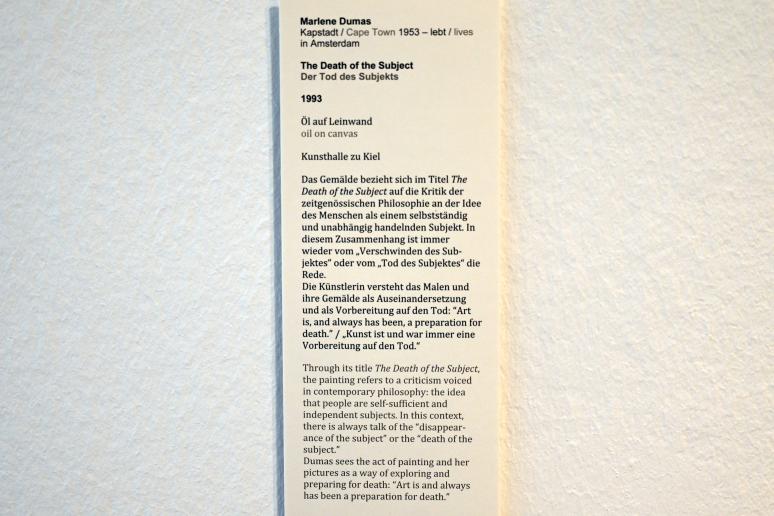 Marlene Dumas
Kapstadt / Cape Town 1953 – lebt / lives
in Amsterdam
The Death of the Subject
Der Tod des Subjekts
1993
Öl auf Leinwand
oil on canvas
Kunsthalle zu Kiel
Das Gemälde bezieht sich im Titel The
Death of the Subject auf die Kritik der
zeitgenössischen Philosophie an der Idee
des Menschen als einem selbstständig
und unabhängig handelnden Subjekt. In
diesem Zusammenhang ist immer
wieder vom „Verschwinden des Sub-
jektes“ oder vom „Tod des Subjektes“ die
Rede.
Die Künstlerin versteht das Malen und
ihre Gemälde als Auseinandersetzung
und als Vorbereitung auf den Tod: “Art
is, and always has been, a preparation for
death.” / „Kunst ist und war immer eine
Vorbereitung auf den Tod.“
Through its title The Death of the Subject,
the painting refers to a criticism voiced
in contemporary philosophy: the idea
that people are self-sufficient and
independent subjects. In this context,
there is always talk of the “disappear-
ance of the subject” or the “death of the
subject.”
Dumas sees the act of painting and her
pictures as a way of exploring and
preparing for death: “Art is and always
has been a preparation for death.”